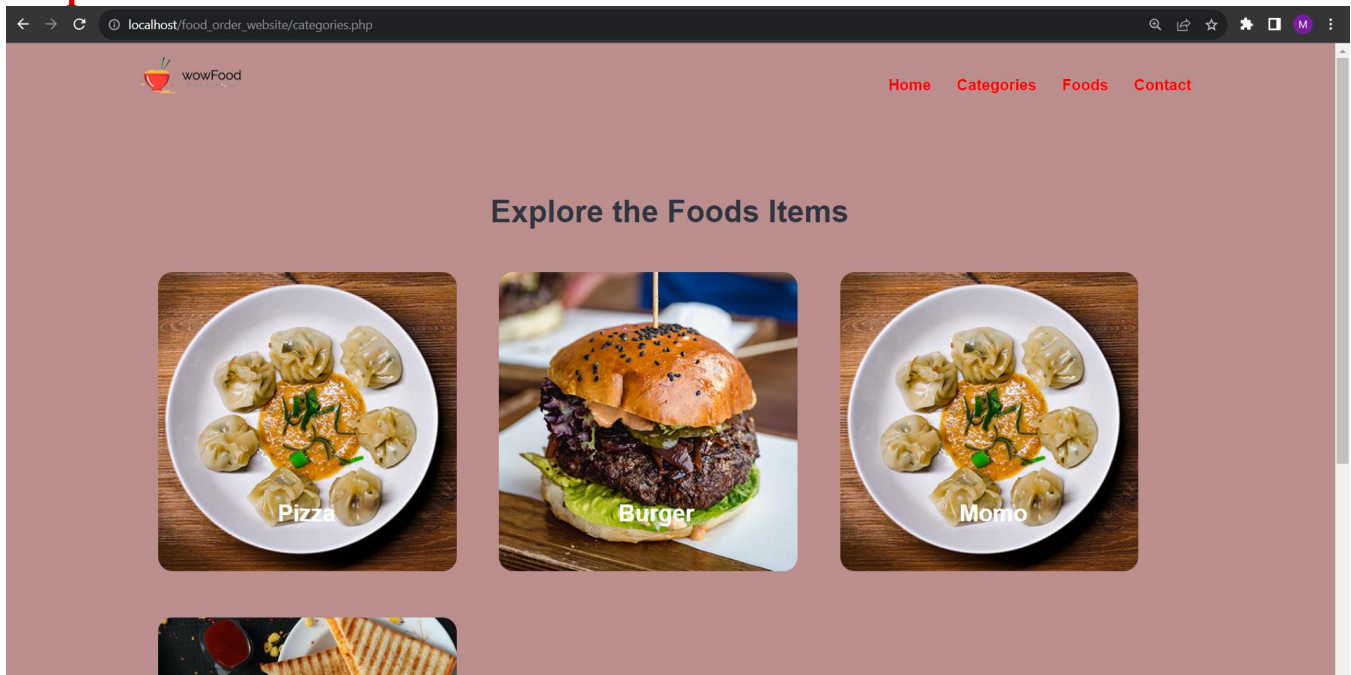 localhost/food_order_website/categories.php
M
wowFood
Home Categories Foods Contact
Explore the Foods Items
Pizza Burger Momo